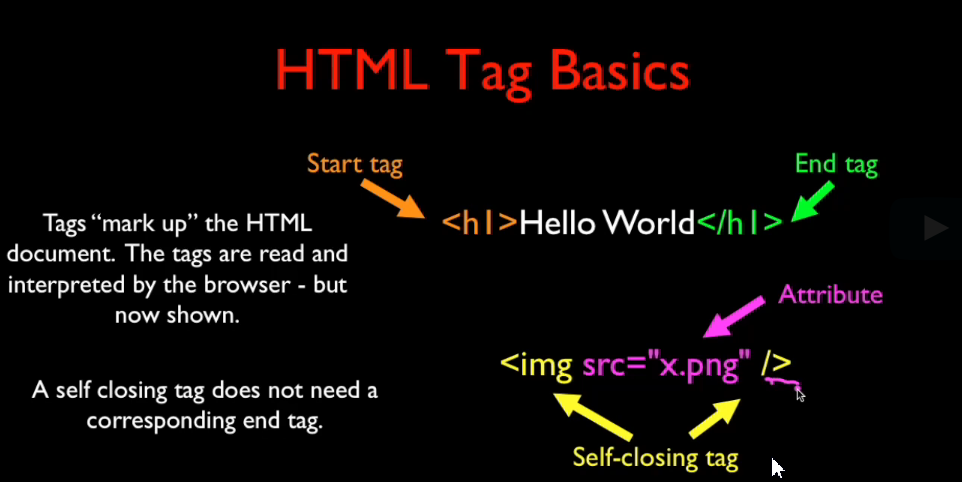 HTML Tag Basics
Start tag
End tag
<h1>Hello World</h1>
Tags “mark up” the HTML
document. The tags are read and
interpreted by the browser - but
now shown.
Attribute
<img src="x.png" />
A self closing tag does not need a
corresponding end tag.
Self-closing tag